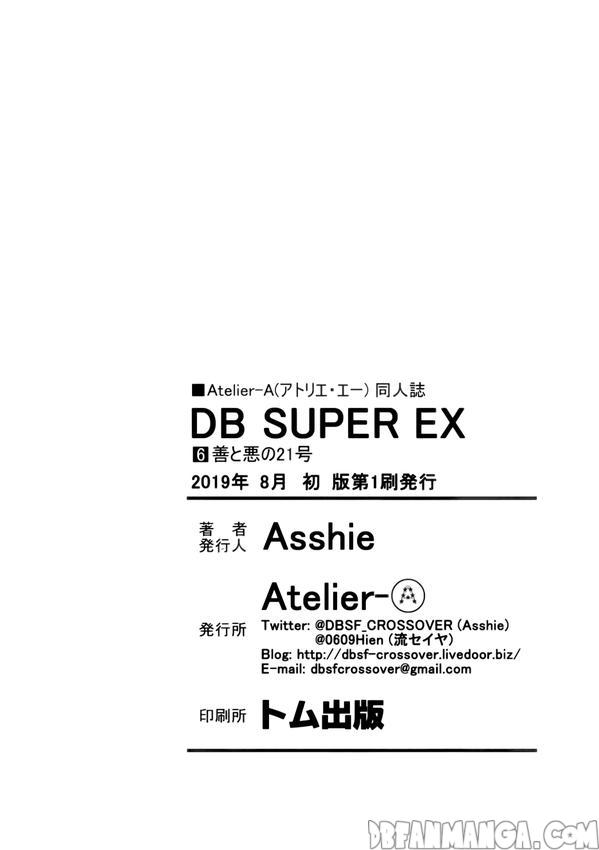 ■Atelier-A(アトリエ・エー) 同人誌
DB SUPER EX
6 善と悪の21号
2019年 8月 初 版第1刷発行
著 者
発行人
Asshie
Atelier-Ⓐ
発行所
Twitter: @DBSF_CROSSOVER (Asshie)
@0609Hien (流セイヤ)
Blog: http://dbsf-crossover.livedoor.biz/
E-mail: dbsfcrossover@gmail.com
印刷所
トム出版
DBFANMANGA.COM